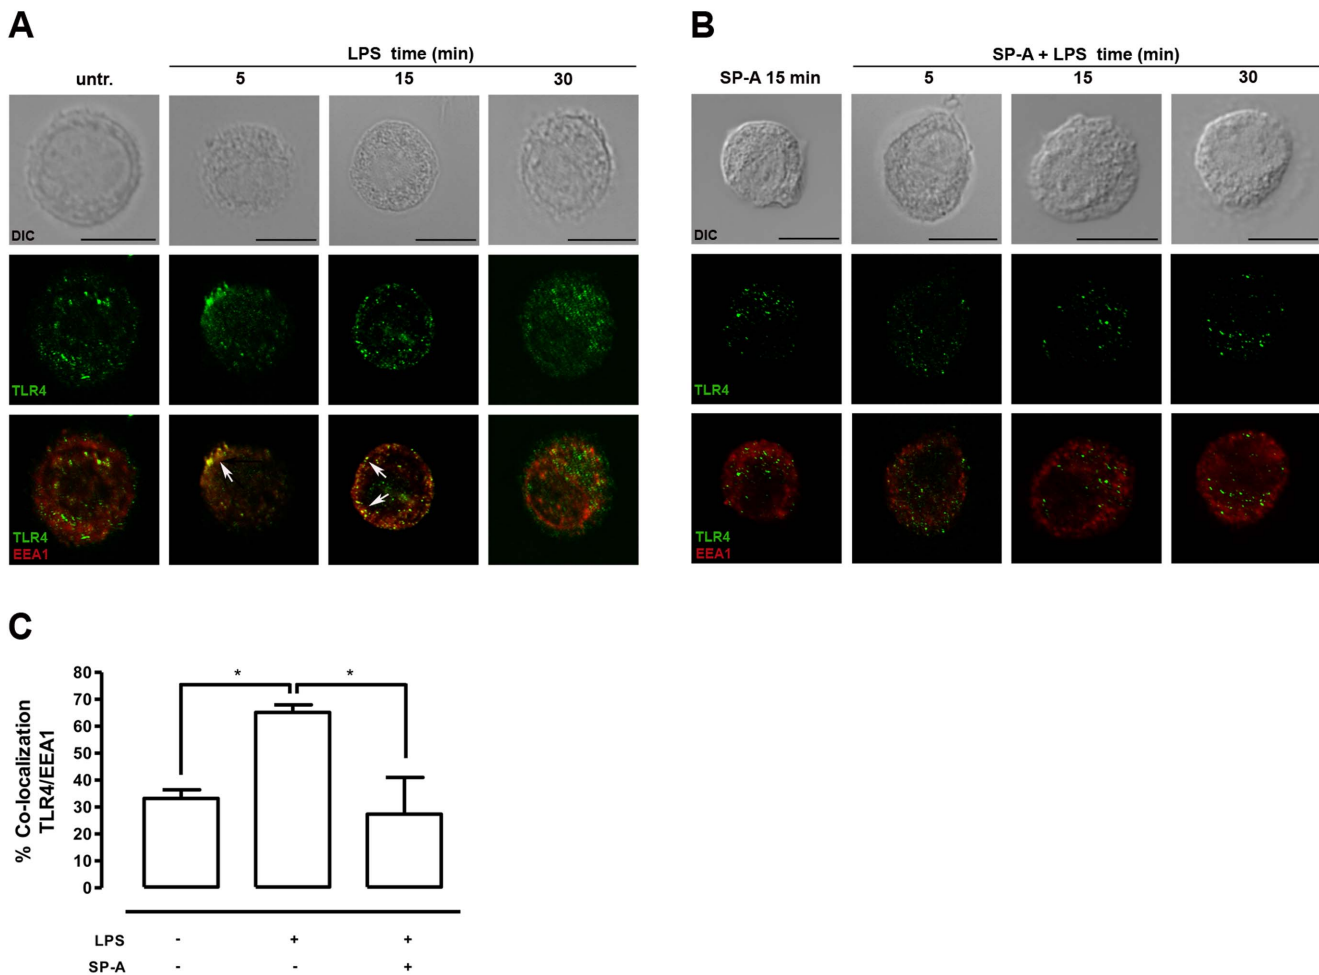 A
LPS time (min)
untr.
5
15
30
DIC
TLR4
TLR4
EEA1
B
SP-A + LPS time (min)
SP-A 15 min
5
15
30
DIC
TLR4
TLR4
EEA1
C
% Co-localization
TLR4/EEA1
80
70
60
50
40
30
20
10
0
* *
LPS - + +
SP-A - - +